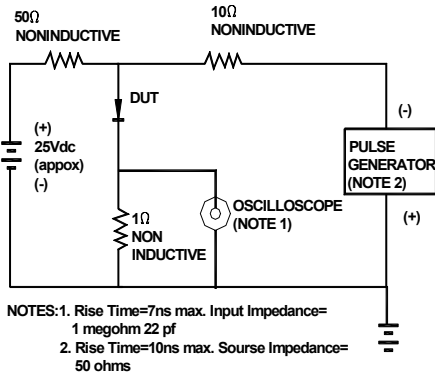 50Ω
NONINDUCTIVE
10Ω
NONINDUCTIVE
DUT
(+)
25Vdc
(appox)
(-)
(-)
PULSE
GENERATOR
(NOTE 2)
(+)
1Ω
NON
INDUCTIVE
OSCILLOSCOPE
(NOTE 1)
NOTES:1. Rise Time=7ns max. Input Impedance=
1 megohm 22 pf
2. Rise Time=10ns max. Sourse Impedance=
50 ohms